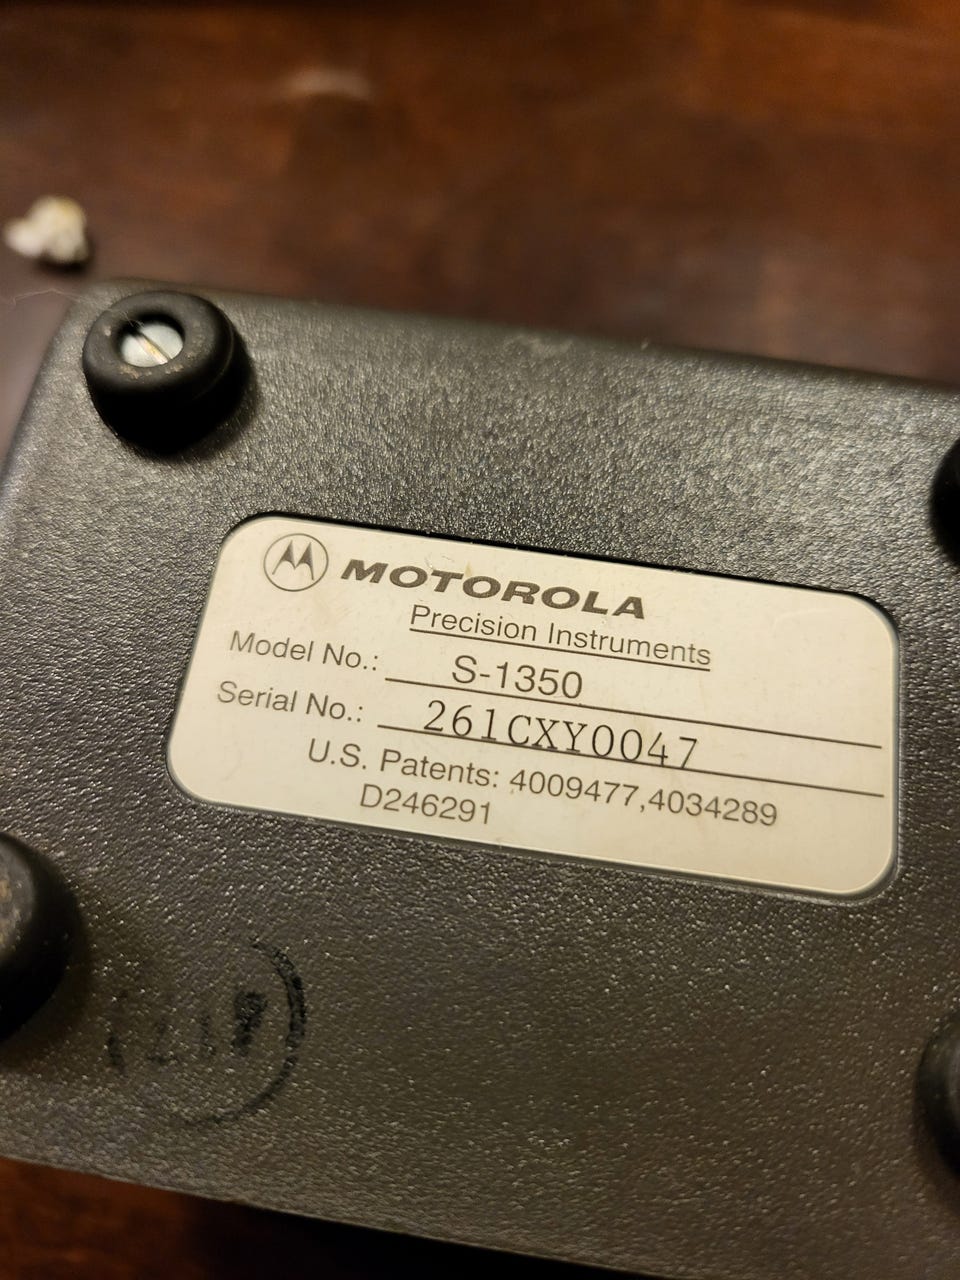 MOTOROLA
Precision Instruments
Model No.: S-1350
Serial No.: 261CXY0047
U.S. Patents: 4009477,4034289
D246291